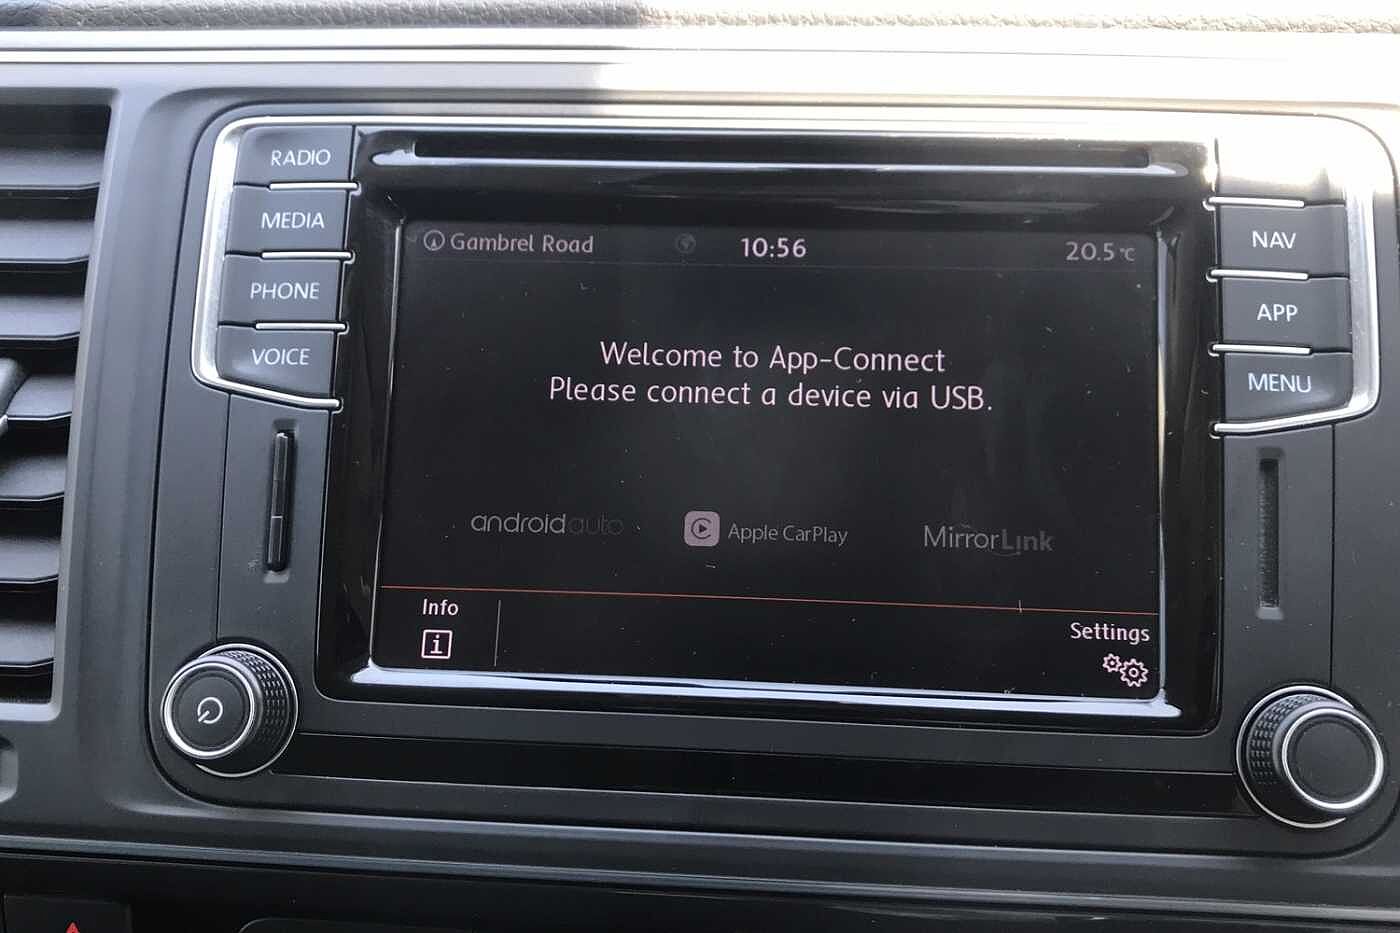 RADIO
MEDIA
PHONE
VOICE
NAV
APP
MENU
Gambrel Road
10:56
20.5 °C
Welcome to App-Connect
Please connect a device via USB.
androidauto
Apple CarPlay
MirrorLink
Info
i
Settings